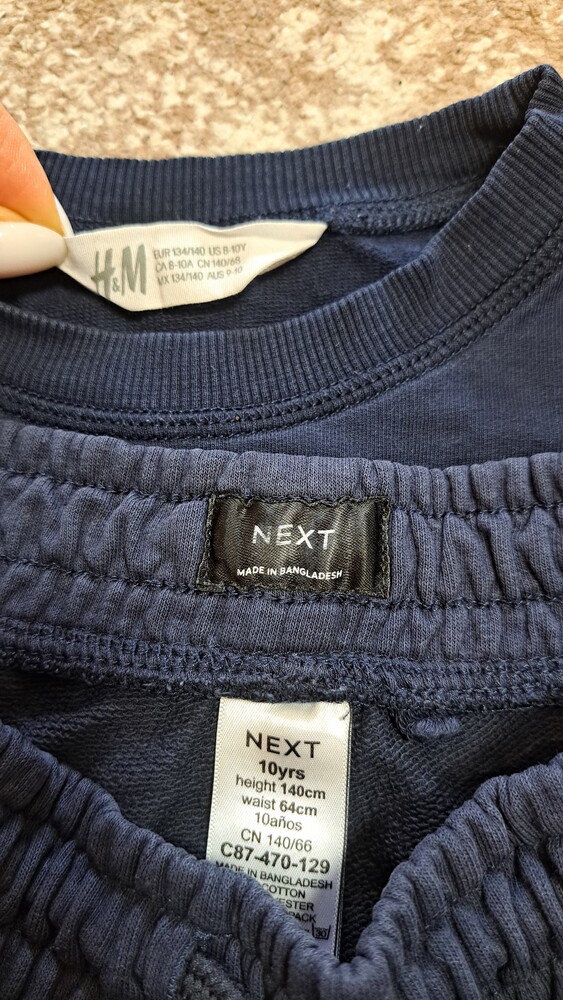 H&M
EUR 134/140 US 8-10Y
CA 8-10A CN 140/68
MX 134/140 AUS 9-10
NEXT
MADE IN BANGLADESH
NEXT
10yrs
height 140cm
waist 64cm
10años
CN 140/66
C87-470-129
MADE IN BANGLADESH
COTTON